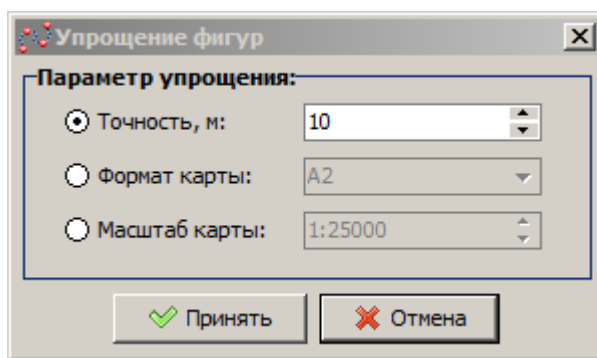 Упрощение фигур
Параметр упрощения:
Точность, м: 10
Формат карты: A2
Масштаб карты: 1:25000
Принять Отмена